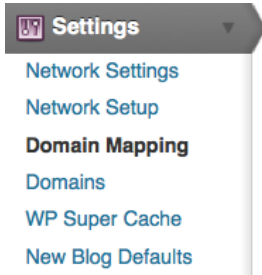 Settings
Network Settings
Network Setup
Domain Mapping
Domains
WP Super Cache
New Blog Defaults